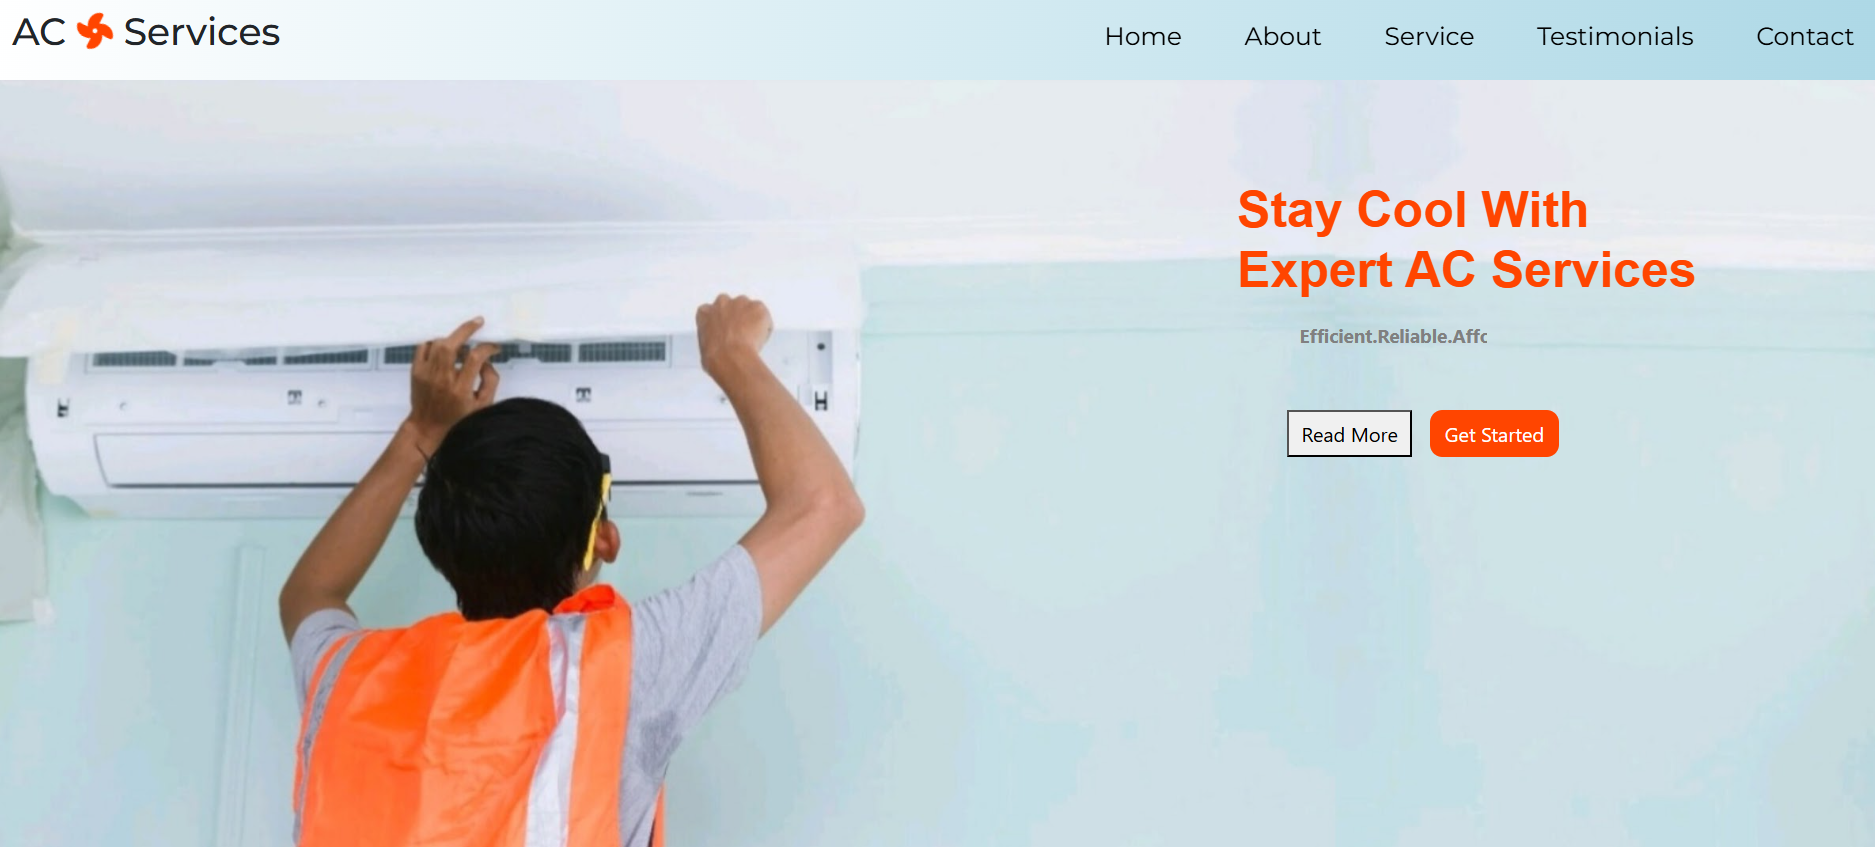 AC Services
Home About Service Testimonials Contact
Stay Cool With
Expert AC Services
Efficient.Reliable.Affc
Read More
Get Started